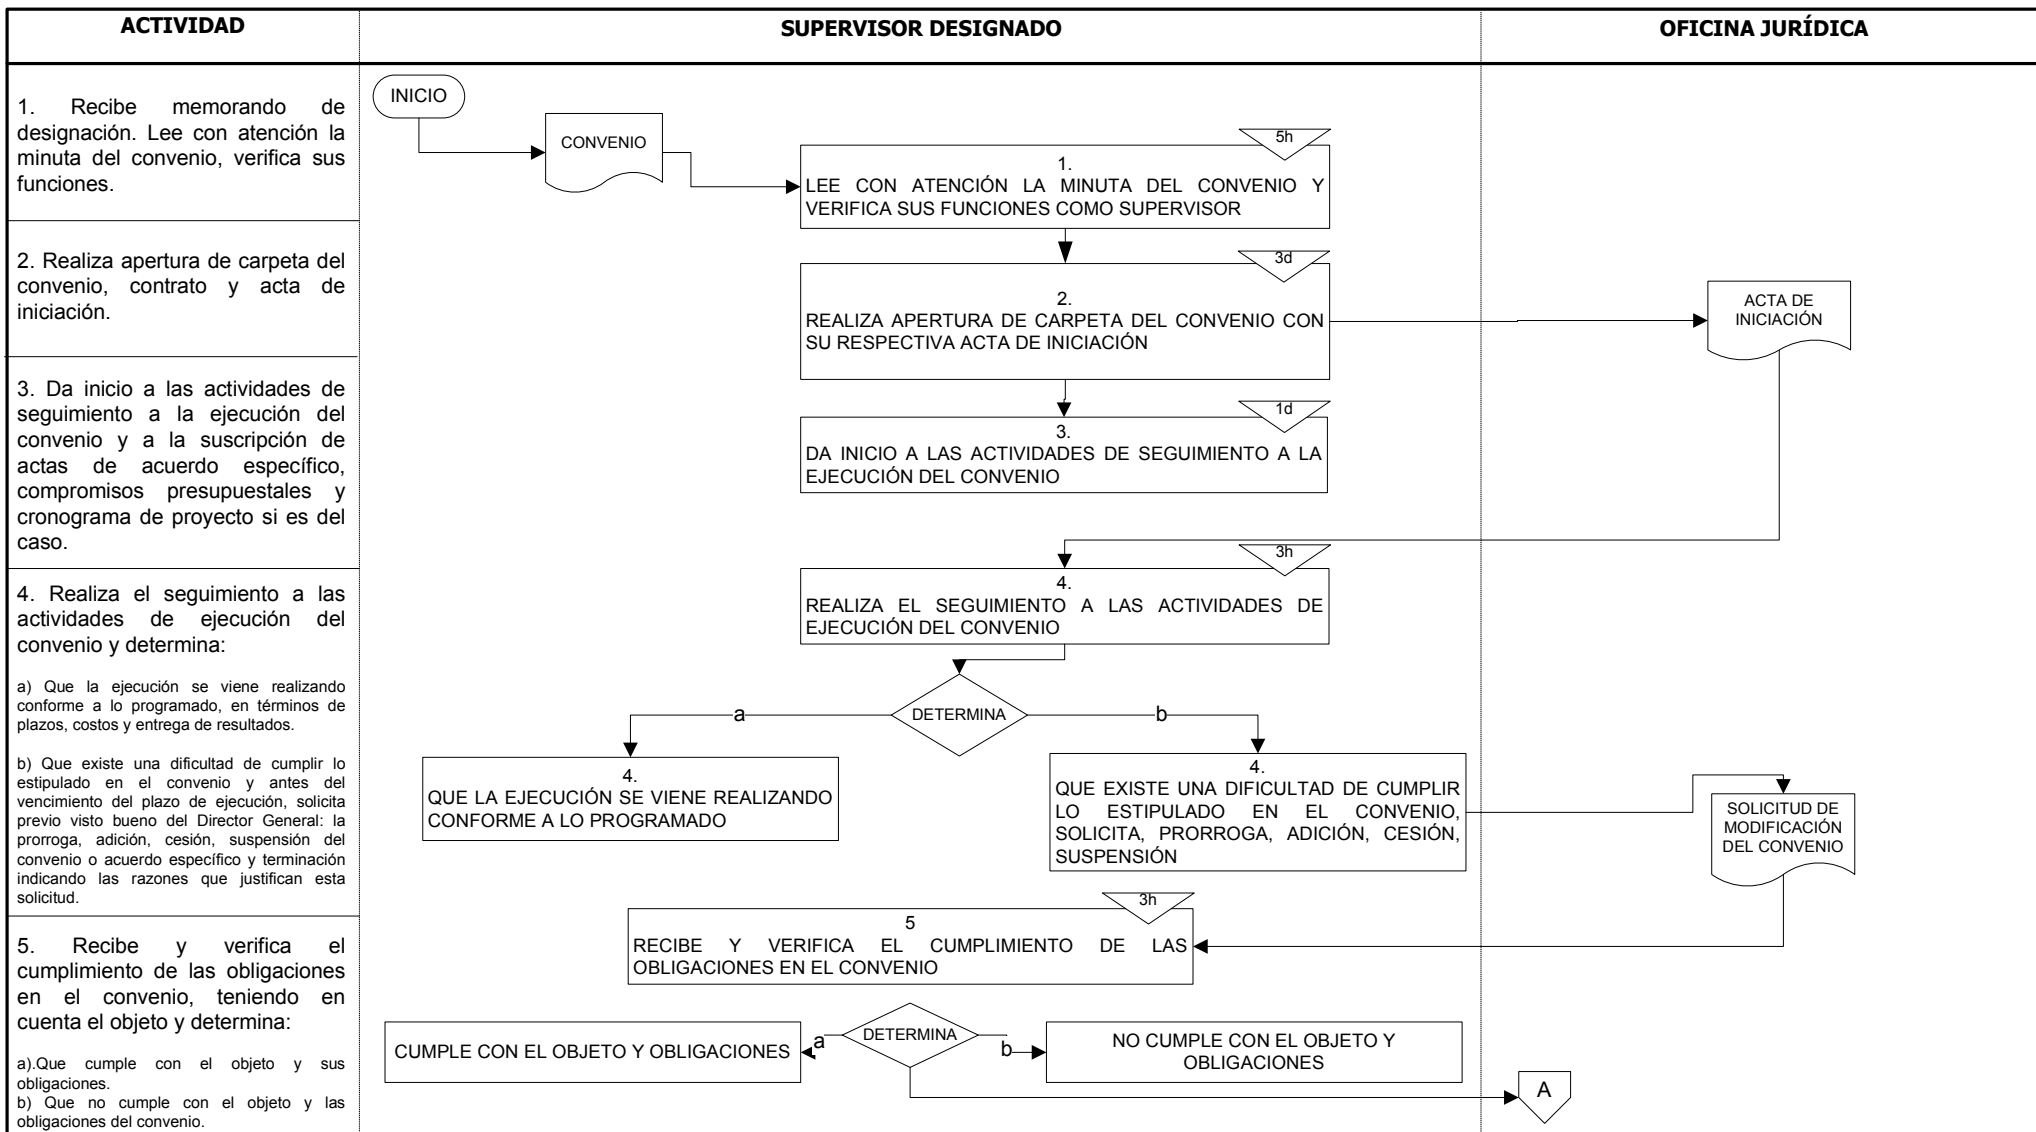 ACTIVIDAD
SUPERVISOR DESIGNADO
OFICINA JURÍDICA
1. Recibe memorando de
designación. Lee con atención la
minuta del convenio, verifica sus
funciones.
INICIO
CONVENIO
5h
1.
LEE CON ATENCIÓN LA MINUTA DEL CONVENIO Y
VERIFICA SUS FUNCIONES COMO SUPERVISOR
2. Realiza apertura de carpeta del
convenio, contrato y acta de
iniciación.
3d
2.
REALIZA APERTURA DE CARPETA DEL CONVENIO CON
SU RESPECTIVA ACTA DE INICIACIÓN
ACTA DE
INICIACIÓN
3. Da inicio a las actividades de
seguimiento a la ejecución del
convenio y a la suscripción de
actas de acuerdo específico,
compromisos presupuestales y
cronograma de proyecto si es del
caso.
1d
3.
DA INICIO A LAS ACTIVIDADES DE SEGUIMIENTO A LA
EJECUCIÓN DEL CONVENIO
4. Realiza el seguimiento a las
actividades de ejecución del
convenio y determina:
a) Que la ejecución se viene realizando
conforme a lo programado, en términos de
plazos, costos y entrega de resultados.
b) Que existe una dificultad de cumplir lo
estipulado en el convenio y antes del
vencimiento del plazo de ejecución, solicita
previo visto bueno del Director General: la
prorroga, adición, cesión, suspensión del
convenio o acuerdo específico y terminación
indicando las razones que justifican esta
solicitud.
3h
4.
REALIZA EL SEGUIMIENTO A LAS ACTIVIDADES DE
EJECUCIÓN DEL CONVENIO
DETERMINA
a
b
4.
QUE LA EJECUCIÓN SE VIENE REALIZANDO
CONFORME A LO PROGRAMADO
4.
QUE EXISTE UNA DIFICULTAD DE CUMPLIR
LO ESTIPULADO EN EL CONVENIO,
SOLICITA, PRORROGA, ADICIÓN, CESIÓN,
SUSPENSIÓN
SOLICITUD DE
MODIFICACIÓN
DEL CONVENIO
5. Recibe y verifica el
cumplimiento de las obligaciones
en el convenio, teniendo en
cuenta el objeto y determina:
a).Que cumple con el objeto y sus
obligaciones.
b) Que no cumple con el objeto y las
obligaciones del convenio.
3h
5
RECIBE Y VERIFICA EL CUMPLIMIENTO DE LAS
OBLIGACIONES EN EL CONVENIO
DETERMINA
a
b
CUMPLE CON EL OBJETO Y OBLIGACIONES
NO CUMPLE CON EL OBJETO Y
OBLIGACIONES
A